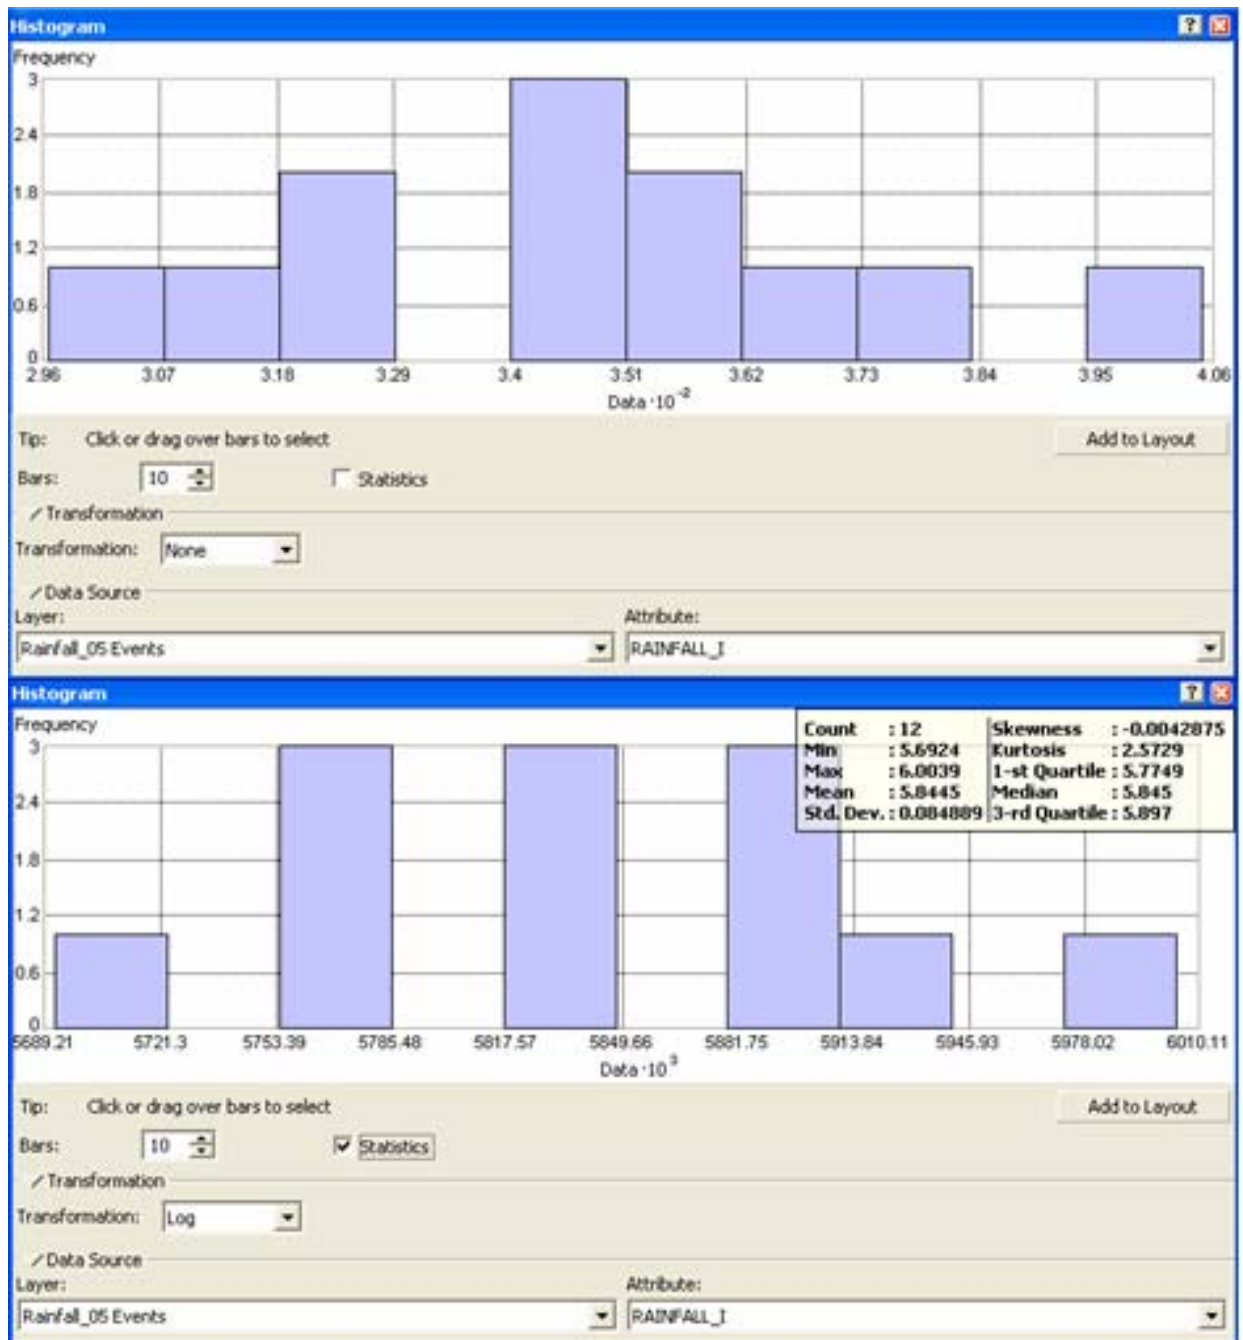 Histogram
Frequency
3
2.4
1.8
1.2
0.6
0
2.96 3.07 3.18 3.29 3.4 3.51 3.62 3.73 3.84 3.95 4.06
Data ·10⁻²
Tip: Click or drag over bars to select Add to Layout
Bars: 10 Statistics
Transformation
Transformation: None
Data Source
Layer: Attribute:
Rainfall_05 Events RAINFALL_I
Histogram
Frequency
Count : 12 Skewness : -0.0042875
Min : 5.6924 Kurtosis : 2.5729
Max : 6.0039 1-st Quartile : 5.7749
Mean : 5.8445 Median : 5.845
Std. Dev. : 0.084889 3-rd Quartile : 5.897
3
2.4
1.8
1.2
0.6
0
5689.21 5721.3 5753.39 5785.48 5817.57 5849.66 5881.75 5913.84 5945.93 5978.02 6010.11
Data ·10³
Tip: Click or drag over bars to select Add to Layout
Bars: 10 Statistics
Transformation
Transformation: Log
Data Source
Layer: Attribute:
Rainfall_05 Events RAINFALL_I